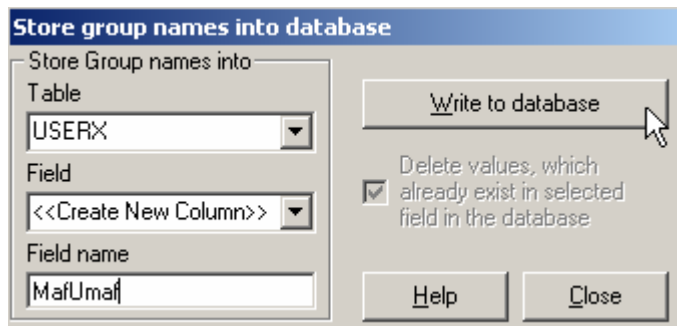 Store group names into database
Store Group names into
Table
USERX
Field
<<Create New Column>>
Field name
MafUmaf
Write to database
Delete values, which
already exist in selected
field in the database
Help
Close